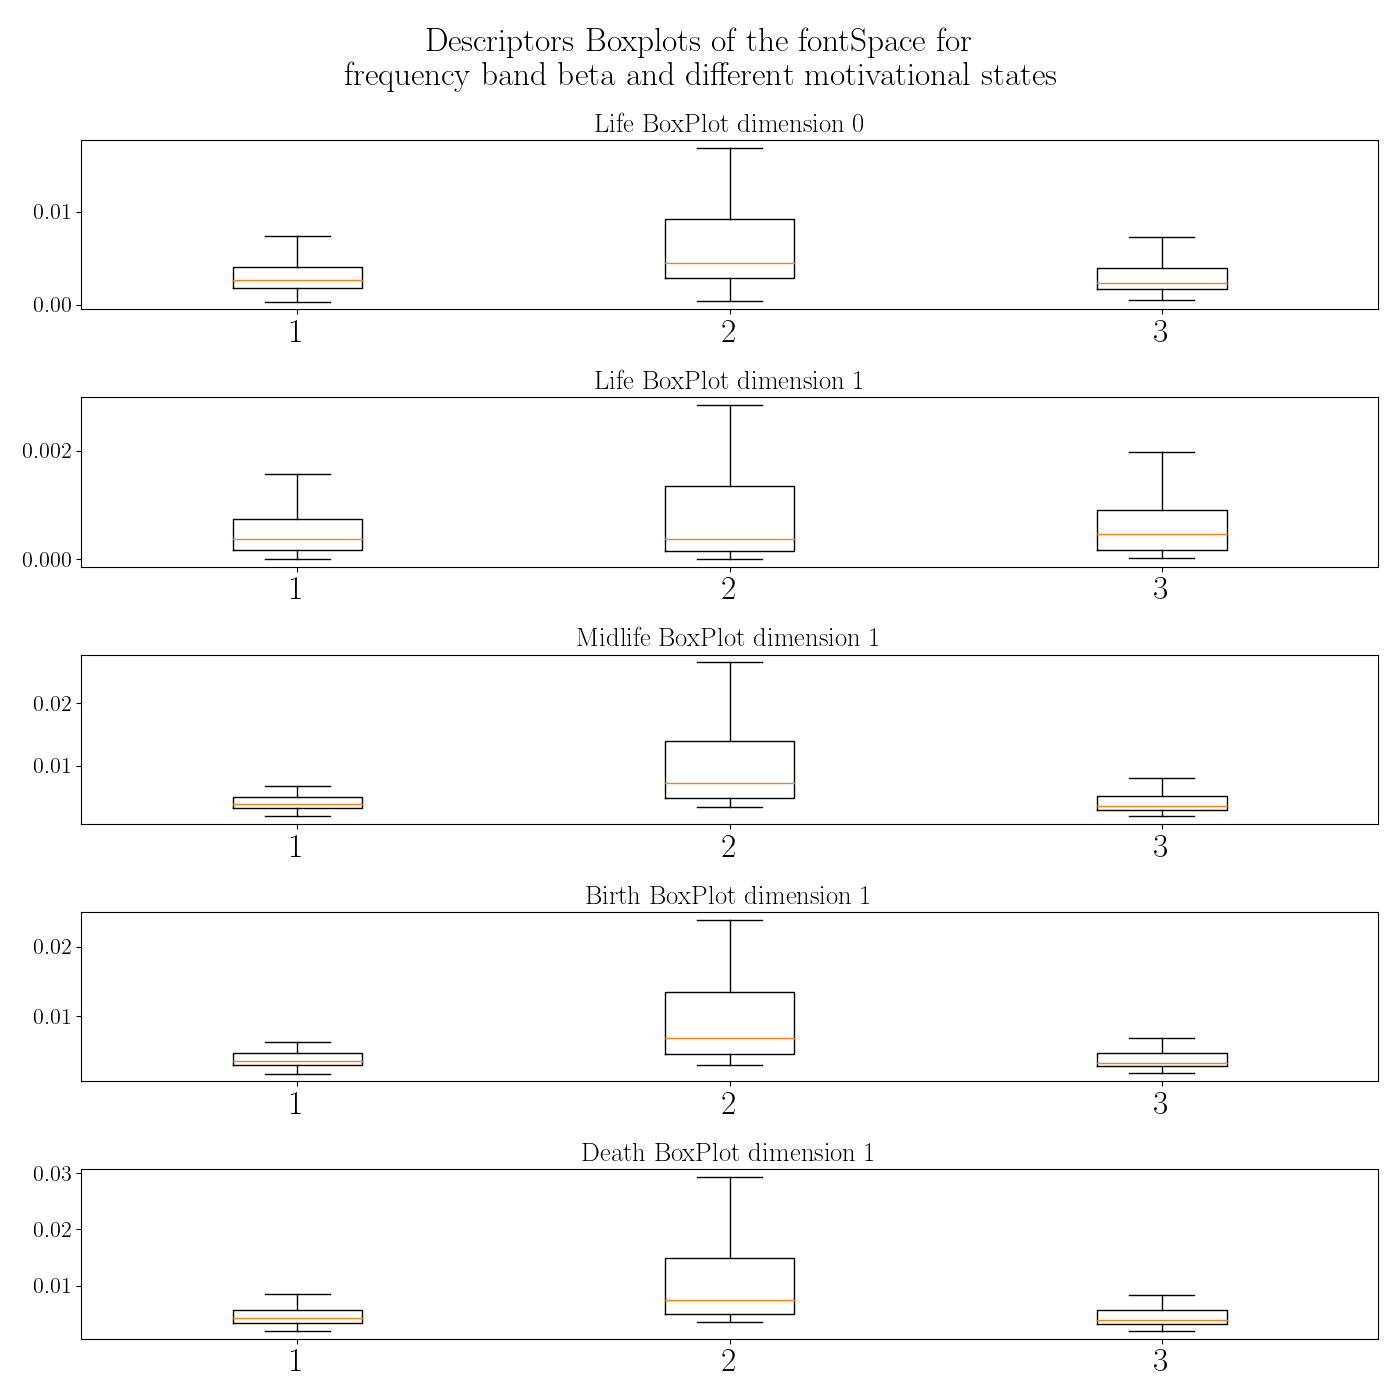 Descriptors Boxplots of the fontSpace for
frequency band beta and different motivational states
Life BoxPlot dimension 0
0.01
0.00
1 2 3
Life BoxPlot dimension 1
0.002
0.000
1 2 3
Midlife BoxPlot dimension 1
0.02
0.01
1 2 3
Birth BoxPlot dimension 1
0.02
0.01
1 2 3
Death BoxPlot dimension 1
0.03
0.02
0.01
1 2 3